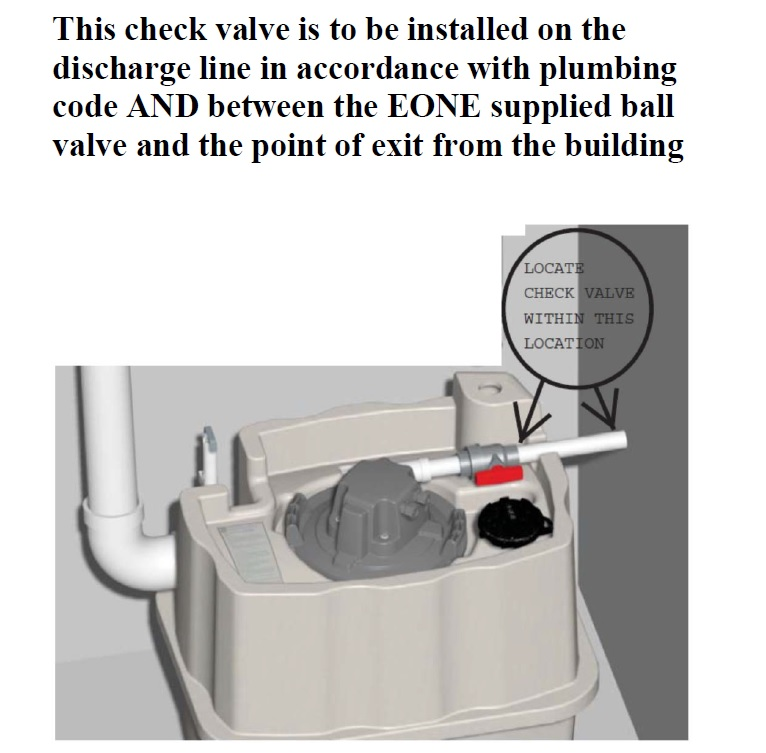 This check valve is to be installed on the
discharge line in accordance with plumbing
code AND between the EONE supplied ball
valve and the point of exit from the building
LOCATE
CHECK VALVE
WITHIN THIS
LOCATION